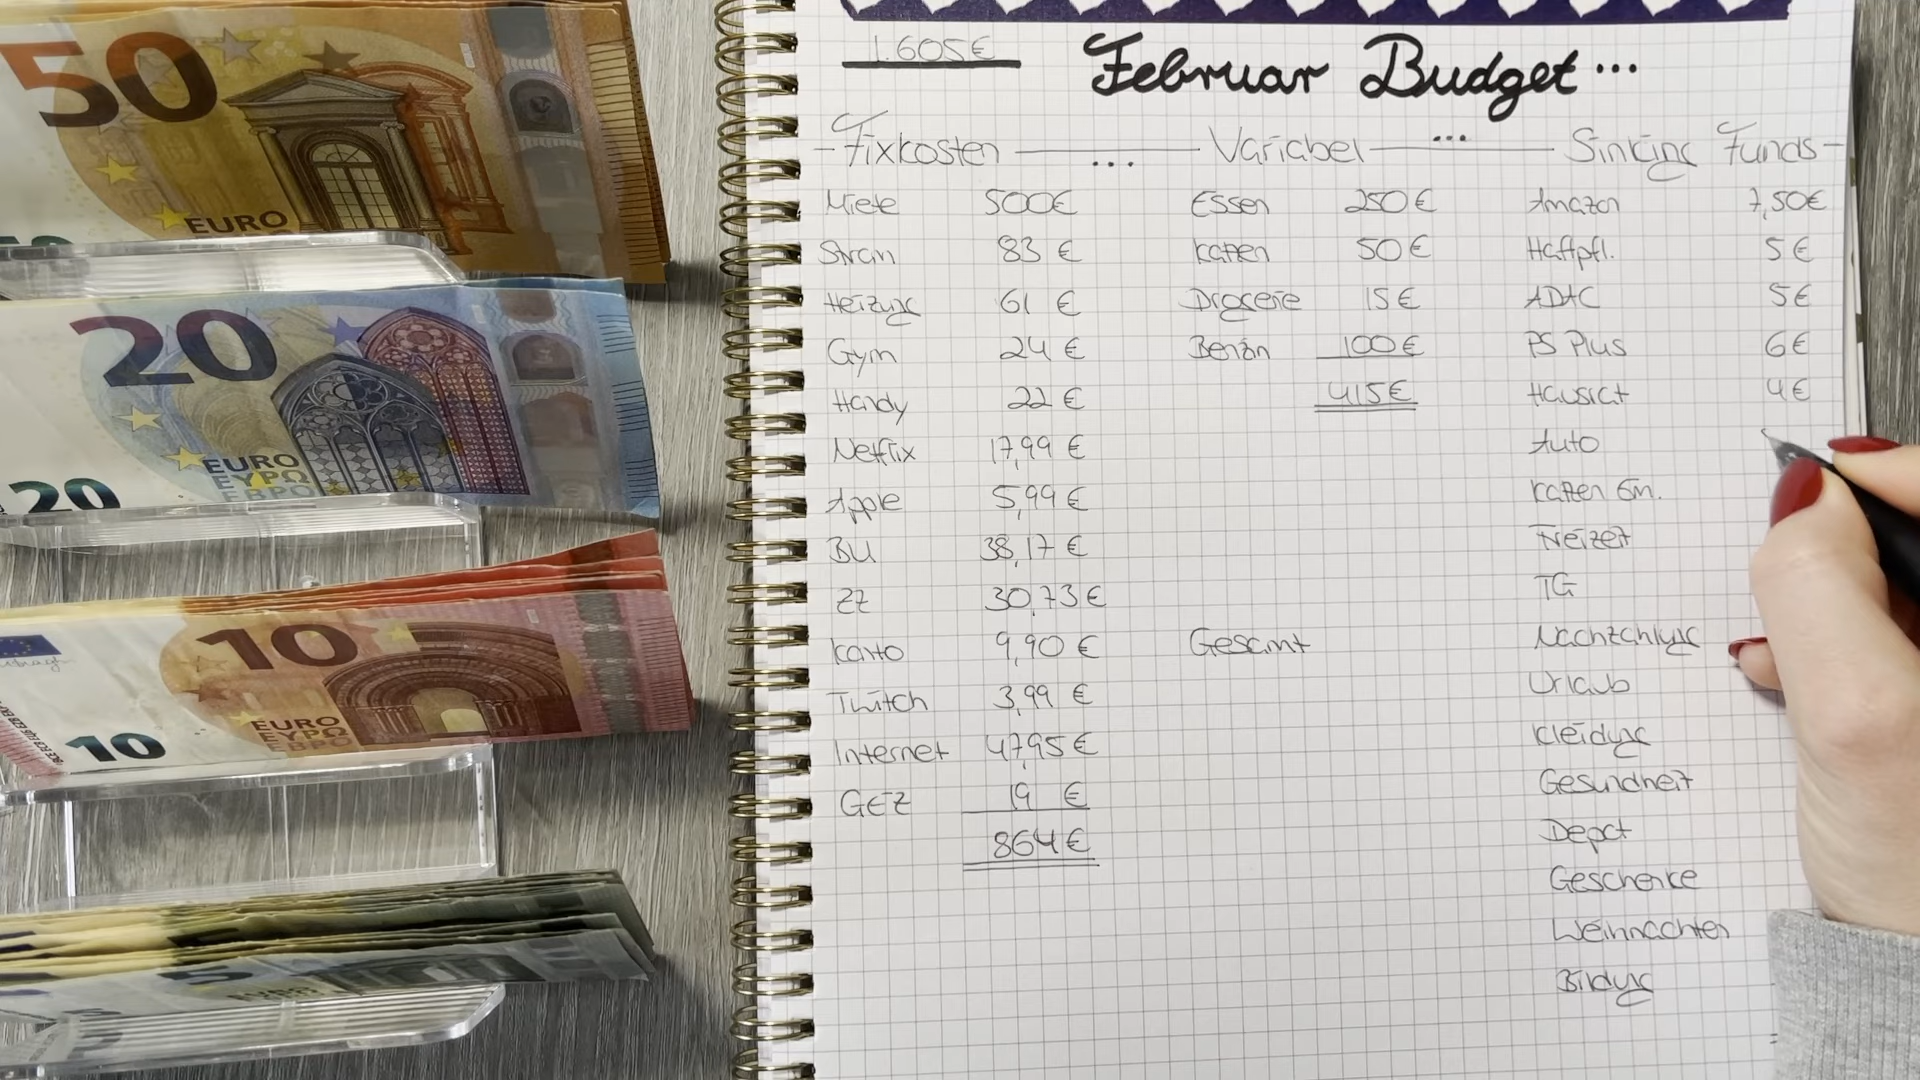 50
EURO
20
EURO
ΕΥΡΩ
ЕВРО
20
10
EURO
ΕΥΡΩ
ЕВРО
10
5
1.605€
Februar Budget...
Fixkosten ... Variabel ... Sinking Funds
Miete 500€ Essen 250€ Amazon 7,50€
Strom 83 € Katzen 50€ Haftpfl. 5€
Heizung 61 € Drogerie 15€ ADAC 5€
Gym 24 € Benzin 100€ PS Plus 6€
Handy 22 € 415€ Hausrat 4€
Netflix 17,99 € Auto
Apple 5,99 € Katzen Em.
BU 38,17 € Freizeit
ZZ 30,73 € TG
Konto 9,90 € Gesamt Nachzahlung
Twitch 3,99 € Urlaub
Internet 47,95€ Kleidung
GEZ 19 € Gesundheit
864€ Depot
Geschenke
Weihnachten
Bildung